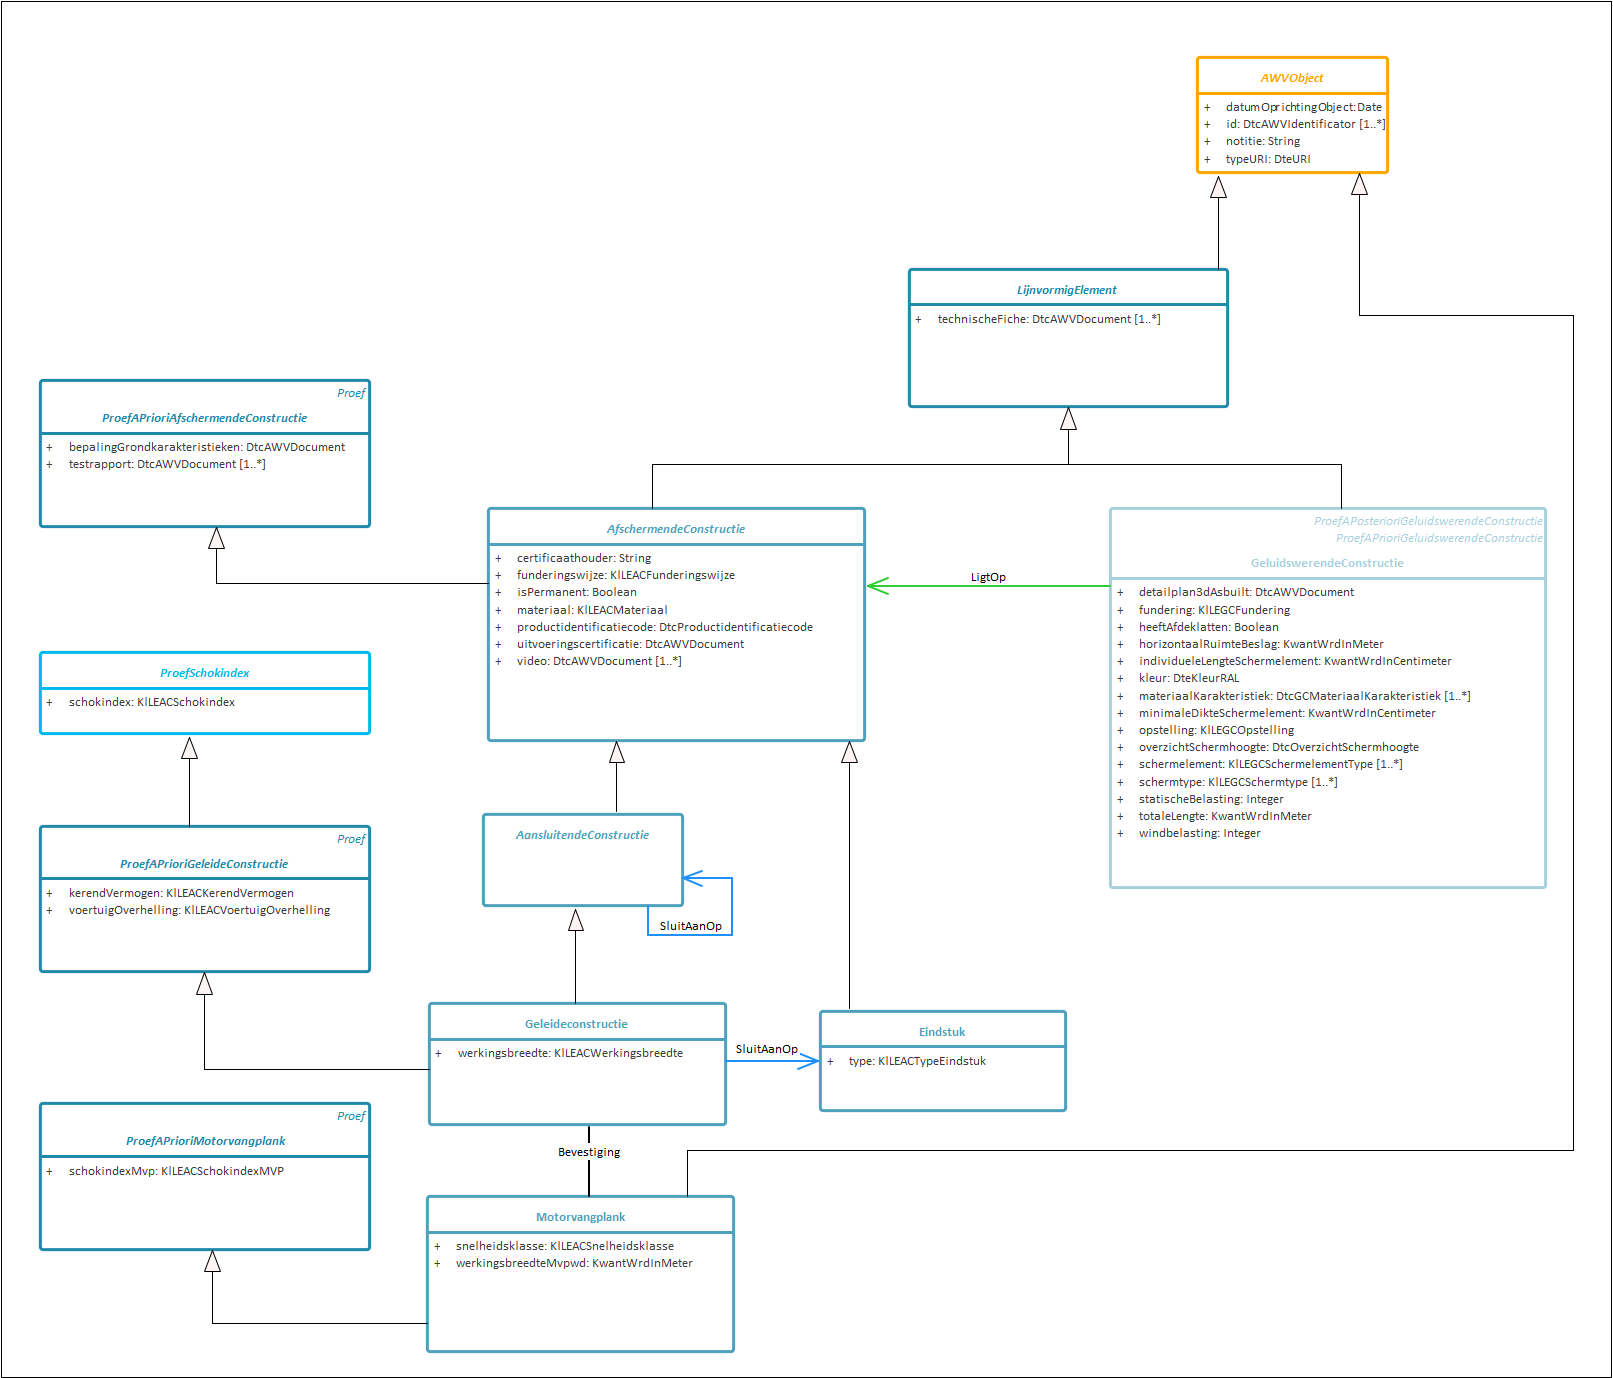 AWVObject
+ datumOprichtingObject:Date
+ id: DtcAWVIdentificator [1..*]
+ notitie: String
+ typeURI: DteURI
LijnvormigElement
+ technischeFiche: DtcAWVDocument [1..*]
Proef
ProefAPrioriAfschermendeConstructie
+ bepalingGrondkarakteristieken: DtcAWVDocument
+ testrapport: DtcAWVDocument [1..*]
AfschermendeConstructie
+ certificaathouder: String
+ funderingswijze: KlLEACFunderingswijze
+ isPermanent: Boolean
+ materiaal: KlLEACMateriaal
+ productidentificatiecode: DtcProductidentificatiecode
+ uitvoeringscertificatie: DtcAWVDocument
+ video: DtcAWVDocument [1..*]
LigtOp
ProefAPosterioriGeluidswerendeConstructie
ProefAPrioriGeluidswerendeConstructie
GeluidswerendeConstructie
+ detailplan3dAsbuilt: DtcAWVDocument
+ fundering: KlLEGCFundering
+ heeftAfdeklatten: Boolean
+ horizontaalRuimteBeslag: KwantWrdInMeter
+ individueleLengteSchermelement: KwantWrdInCentimeter
+ kleur: DteKleurRAL
+ materiaalKarakteristiek: DtcGCMateriaalKarakteristiek [1..*]
+ minimaleDikteSchermelement: KwantWrdInCentimeter
+ opstelling: KlLEGCOpstelling
+ overzichtSchermhoogte: DtcOverzichtSchermhoogte
+ schermelement: KlLEGCSchermelementType [1..*]
+ schermtype: KlLEGCSchermtype [1..*]
+ statischeBelasting: Integer
+ totaleLengte: KwantWrdInMeter
+ windbelasting: Integer
ProefSchokindex
+ schokindex: KlLEACSchokindex
Proef
ProefAPrioriGeleideConstructie
+ kerendVermogen: KlLEACKerendVermogen
+ voertuigOverhelling: KlLEACVoertuigOverhelling
AansluitendeConstructie
SluitAanOp
Geleideconstructie
+ werkingsbreedte: KlLEACWerkingsbreedte
SluitAanOp
Eindstuk
+ type: KlLEACTypeEindstuk
Bevestiging
Proef
ProefAPrioriMotorvangplank
+ schokindexMvp: KlLEACSchokindexMVP
Motorvangplank
+ snelheidsklasse: KlLEACSnelheidsklasse
+ werkingsbreedteMvpwd: KwantWrdInMeter